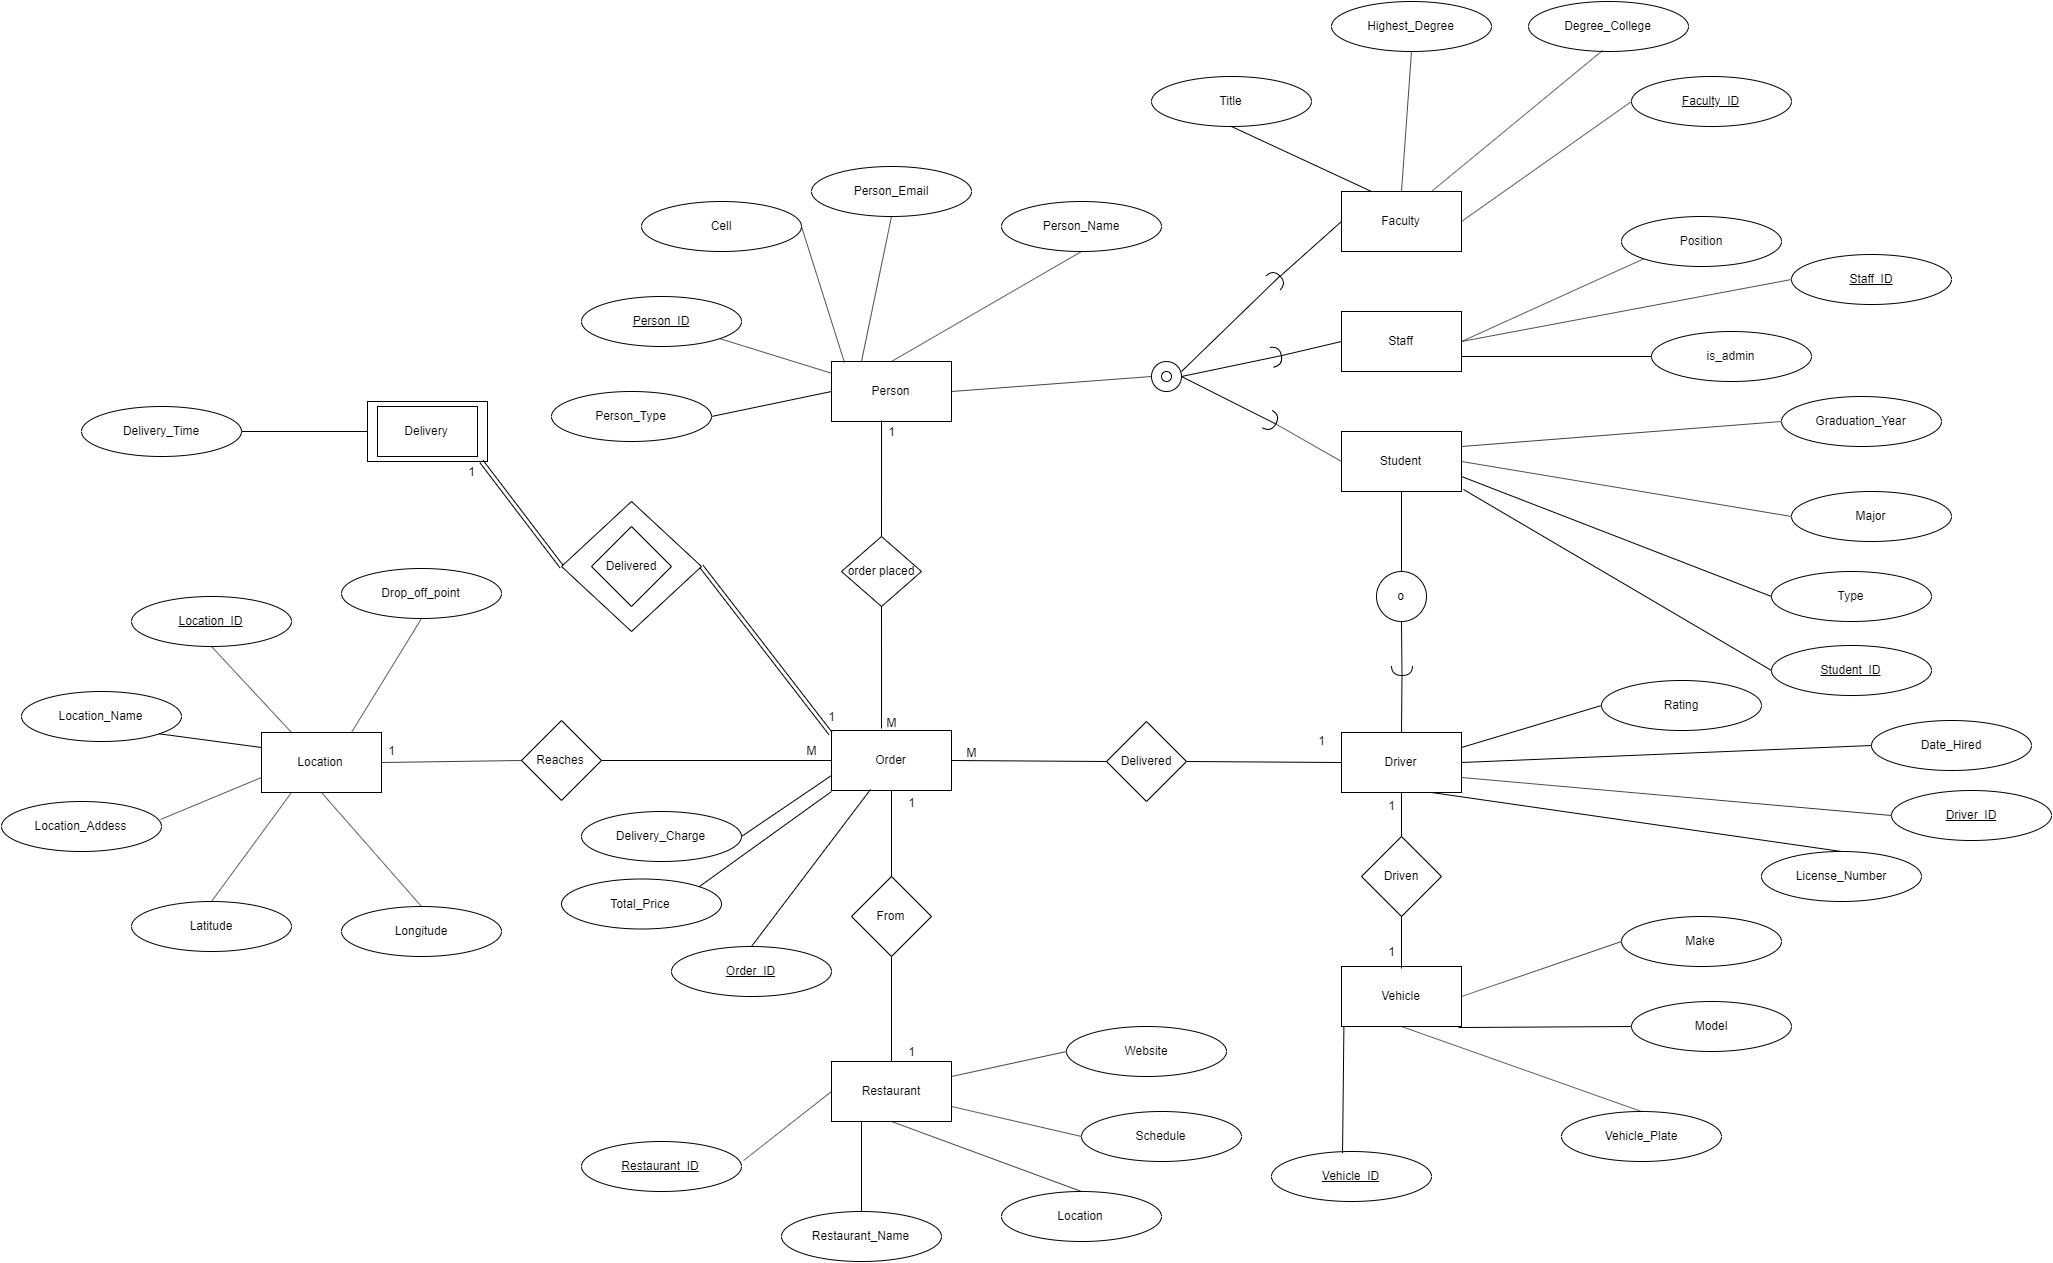 Highest_Degree
Degree_College
Title
Faculty_ID
Person_Email
Cell
Person_Name
Faculty
Position
Staff_ID
Person_ID
Staff
is_admin
Person
Person_Type
Graduation_Year
Delivery_Time
Delivery
1
1
Student
Major
Delivered
order placed
o
Type
Drop_off_point
Location_ID
Student_ID
Rating
Location_Name
1
M
Date_Hired
1
M
Order
M
1
Location
Reaches
Delivered
Driver
1
1
Driver_ID
Location_Addess
Delivery_Charge
Driven
License_Number
Total_Price
From
Latitude
Longitude
Make
1
Order_ID
Vehicle
Model
1
Website
Restaurant
Schedule
Vehicle_Plate
Restaurant_ID
Vehicle_ID
Location
Restaurant_Name